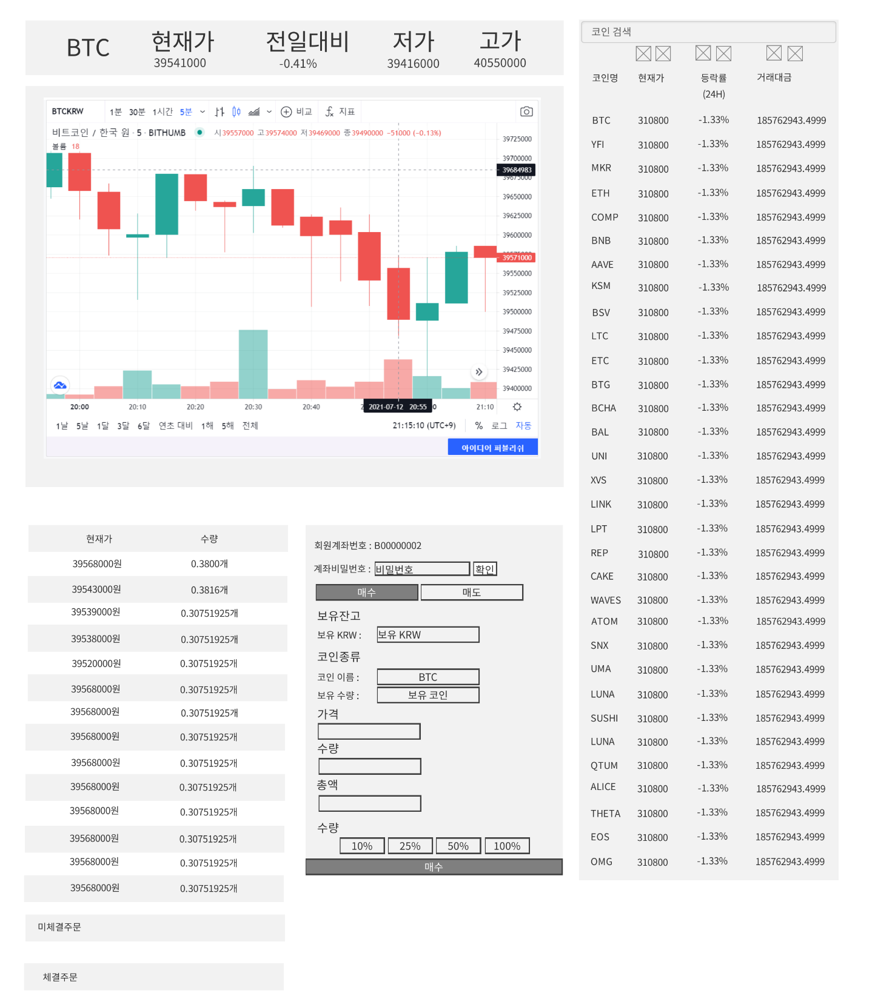 BTC
현재가
39541000
전일대비
-0.41%
저가
39416000
고가
40550000
BTCKRW 1분 30분 1시간 5분 비교 지표
비트코인 / 한국 원 · 5 · BITHUMB 시39557000 고39574000 저39469000 종39490000 -51000 (-0.13%)
볼륨 18
39725000
39700000
39684983
39675000
39650000
39625000
39600000
39571000
39550000
39525000
39500000
39475000
39450000
39425000
39400000
20:00 20:10 20:20 20:30 20:40 2021-07-12 20:55 21:10
1날 5날 1달 3달 6달 연초 대비 1해 5해 전체 21:15:10 (UTC+9) % 로그 자동
아이디어 퍼블리쉬
현재가 수량
39568000원 0.3800개
39543000원 0.3816개
39539000원 0.30751925개
39538000원 0.30751925개
39520000원 0.30751925개
39568000원 0.30751925개
39568000원 0.30751925개
39568000원 0.30751925개
39568000원 0.30751925개
39568000원 0.30751925개
39568000원 0.30751925개
39568000원 0.30751925개
39568000원 0.30751925개
39568000원 0.30751925개
미체결주문
체결주문
회원계좌번호 : B00000002
계좌비밀번호 : 비밀번호 확인
매수 매도
보유잔고
보유 KRW : 보유 KRW
코인종류
코인 이름 : BTC
보유 수량 : 보유 코인
가격
수량
총액
수량
10% 25% 50% 100%
매수
코인 검색
코인명 현재가 등락률 거래대금
(24H)
BTC 310800 -1.33% 185762943.4999
YFI 310800 -1.33% 185762943.4999
MKR 310800 -1.33% 185762943.4999
ETH 310800 -1.33% 185762943.4999
COMP 310800 -1.33% 185762943.4999
BNB 310800 -1.33% 185762943.4999
AAVE 310800 -1.33% 185762943.4999
KSM 310800 -1.33% 185762943.4999
BSV 310800 -1.33% 185762943.4999
LTC 310800 -1.33% 185762943.4999
ETC 310800 -1.33% 185762943.4999
BTG 310800 -1.33% 185762943.4999
BCHA 310800 -1.33% 185762943.4999
BAL 310800 -1.33% 185762943.4999
UNI 310800 -1.33% 185762943.4999
XVS 310800 -1.33% 185762943.4999
LINK 310800 -1.33% 185762943.4999
LPT 310800 -1.33% 185762943.4999
REP 310800 -1.33% 185762943.4999
CAKE 310800 -1.33% 185762943.4999
WAVES 310800 -1.33% 185762943.4999
ATOM 310800 -1.33% 185762943.4999
SNX 310800 -1.33% 185762943.4999
UMA 310800 -1.33% 185762943.4999
LUNA 310800 -1.33% 185762943.4999
SUSHI 310800 -1.33% 185762943.4999
LUNA 310800 -1.33% 185762943.4999
QTUM 310800 -1.33% 185762943.4999
ALICE 310800 -1.33% 185762943.4999
THETA 310800 -1.33% 185762943.4999
EOS 310800 -1.33% 185762943.4999
OMG 310800 -1.33% 185762943.4999